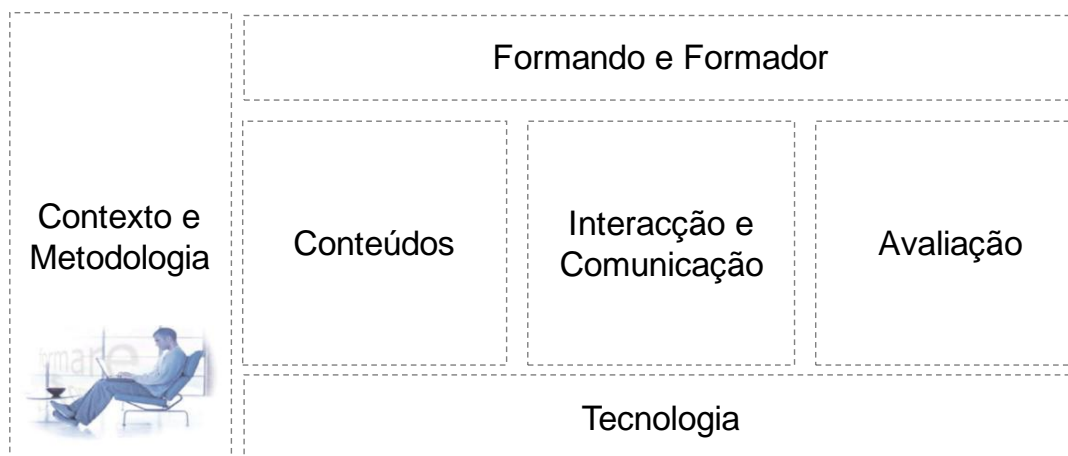 Formando e Formador
Contexto e
Metodologia
Conteúdos
Interacção e
Comunicação
Avaliação
Tecnologia